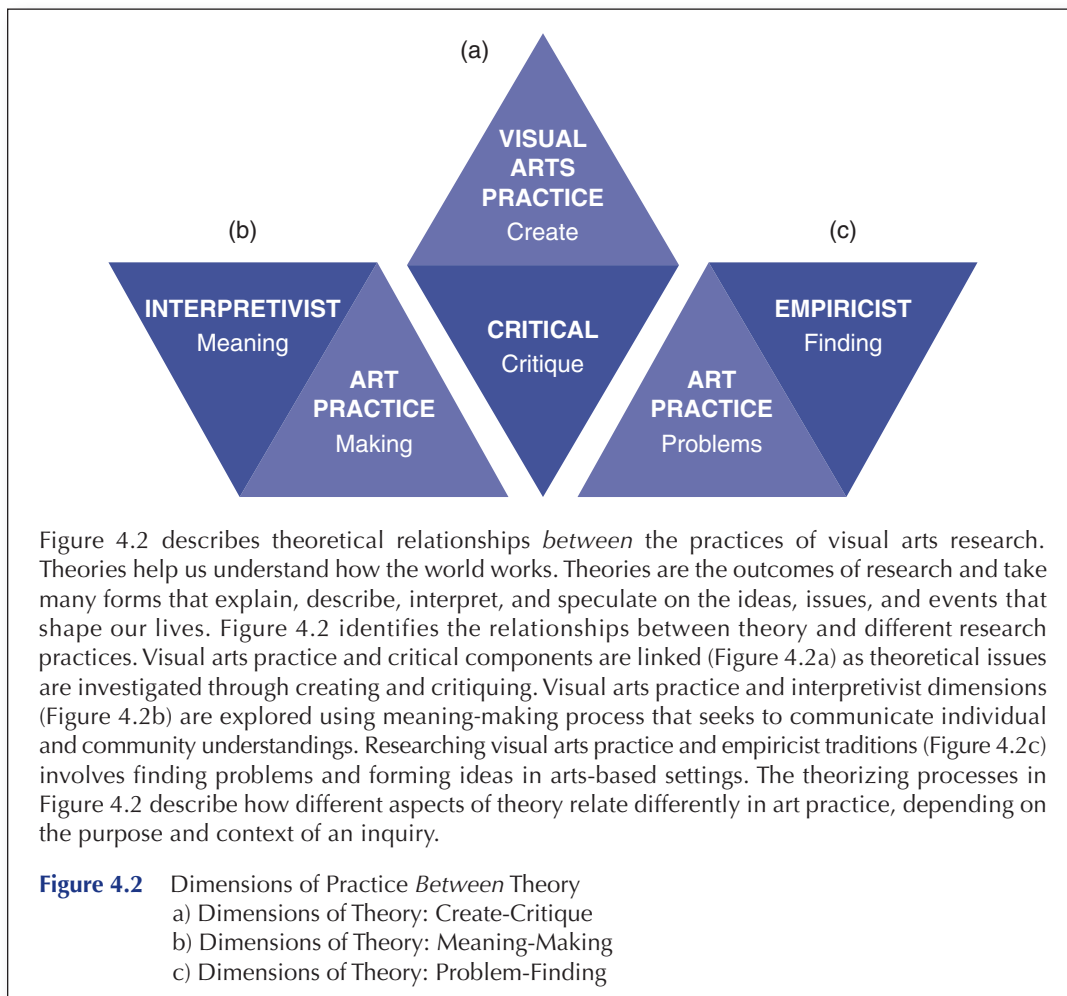 (a)
VISUAL
ARTS
PRACTICE
Create
(b)
(c)
INTERPRETIVIST
Meaning
CRITICAL
Critique
EMPIRICIST
Finding
ART
PRACTICE
Making
ART
PRACTICE
Problems
Figure 4.2 describes theoretical relationships between the practices of visual arts research.
Theories help us understand how the world works. Theories are the outcomes of research and take
many forms that explain, describe, interpret, and speculate on the ideas, issues, and events that
shape our lives. Figure 4.2 identifies the relationships between theory and different research
practices. Visual arts practice and critical components are linked (Figure 4.2a) as theoretical issues
are investigated through creating and critiquing. Visual arts practice and interpretivist dimensions
(Figure 4.2b) are explored using meaning-making process that seeks to communicate individual
and community understandings. Researching visual arts practice and empiricist traditions (Figure 4.2c)
involves finding problems and forming ideas in arts-based settings. The theorizing processes in
Figure 4.2 describe how different aspects of theory relate differently in art practice, depending on
the purpose and context of an inquiry.
Figure 4.2 Dimensions of Practice Between Theory
a) Dimensions of Theory: Create-Critique
b) Dimensions of Theory: Meaning-Making
c) Dimensions of Theory: Problem-Finding